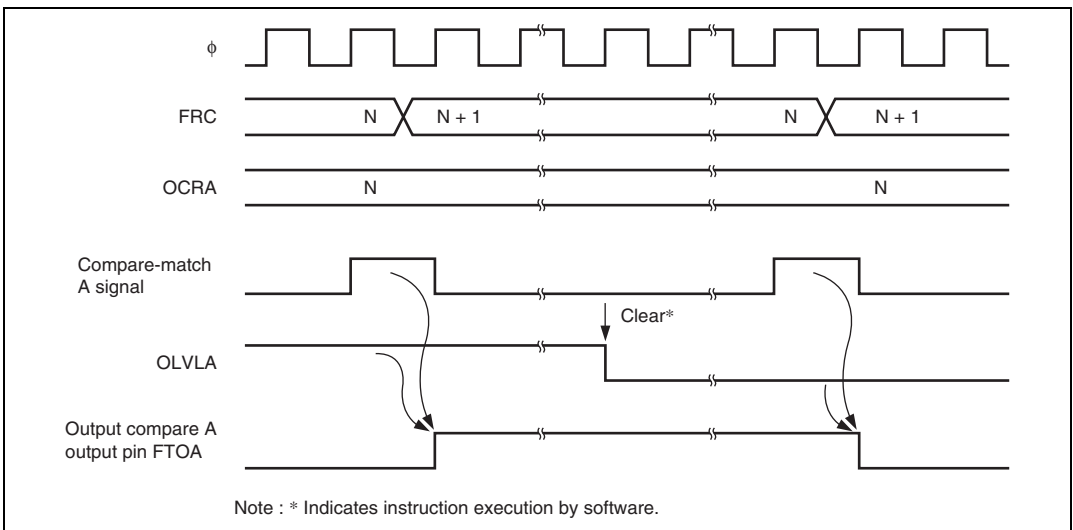 ϕ
FRC N N + 1 N N + 1
OCRA N N
Compare-match
A signal
Clear*
OLVLA
Output compare A
output pin FTOA
Note : * Indicates instruction execution by software.